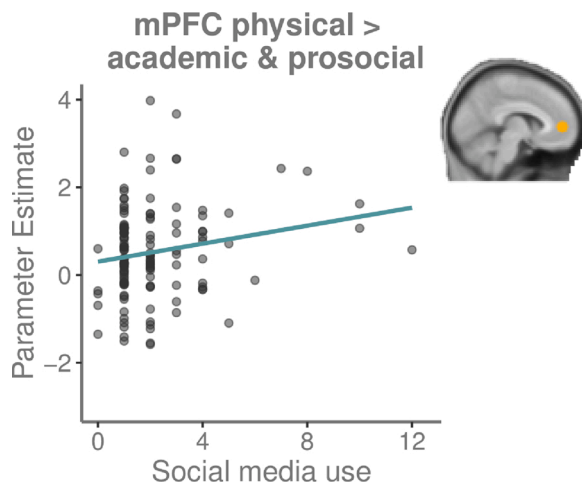 mPFC physical >
academic & prosocial
Parameter Estimate
4
2
0
−2
0 4 8 12
Social media use